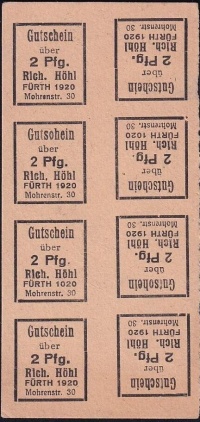 Gutschein
über
2 Pfg.
Rich. Höhl
FÜRTH 1920
Mohrenstr. 30
Gutschein
über
2 Pfg.
Rich. Höhl
FÜRTH 1920
Mohrenstr. 30
Gutschein
über
2 Pfg.
Rich. Höhl
FÜRTH 1020
Mohrenstr. 30
Gutschein
über
2 Pfg.
Rich. Höhl
FÜRTH 1020
Mohrenstr. 30
Gutschein
über
2 Pfg.
Rich. Höhl
FÜRTH 1920
Mohrenstr. 30
Gutschein
über
2 Pfg.
Rich. Höhl
FÜRTH 1920
Mohrenstr. 30
Gutschein
über
2 Pfg.
Rich. Höhl
FÜRTH 1920
Mohrenstr. 30
Gutschein
über
2 Pfg.
Rich. Höhl
FÜRTH 1920
Mohrenstr. 30